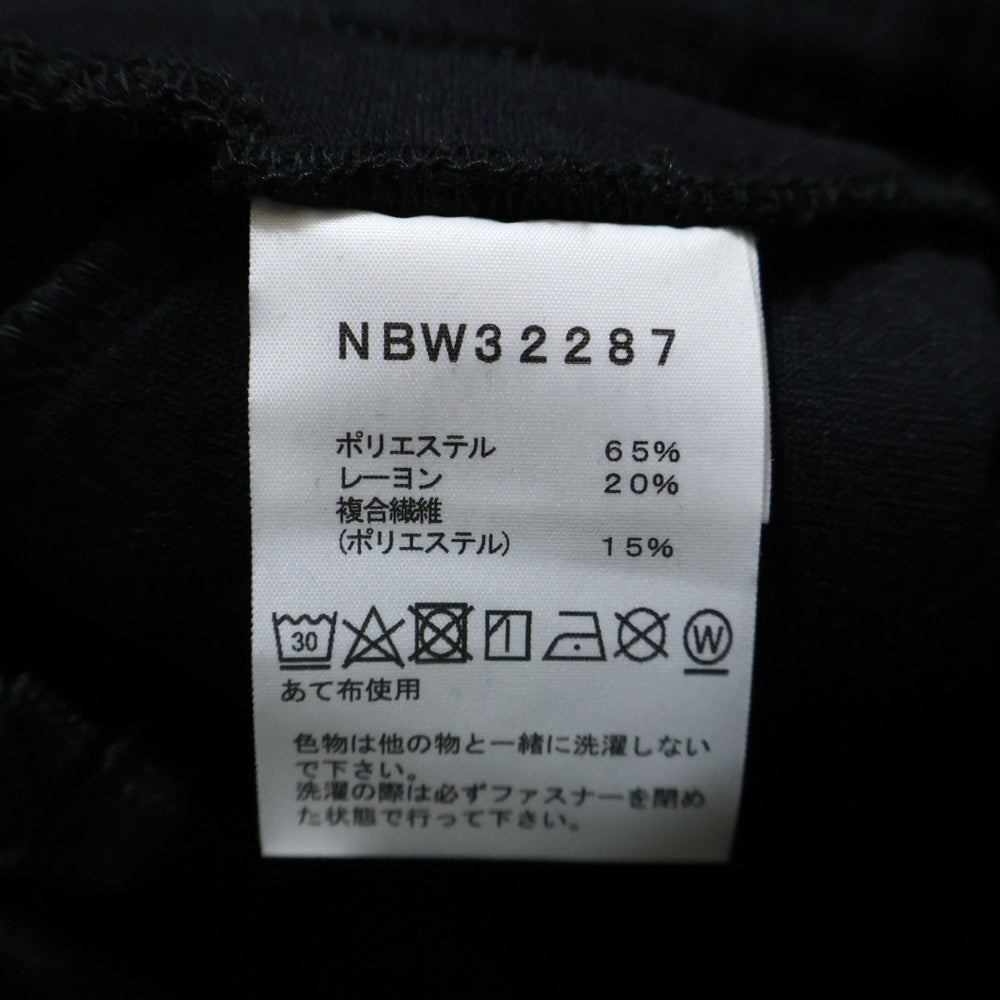 NBW32287
ポリエステル 65%
レーヨン 20%
複合繊維
(ポリエステル) 15%
30 W
あて布使用
色物は他の物と一緒に洗濯しない
で下さい。
洗濯の際は必ずファスナーを閉め
た状態で行って下さい。